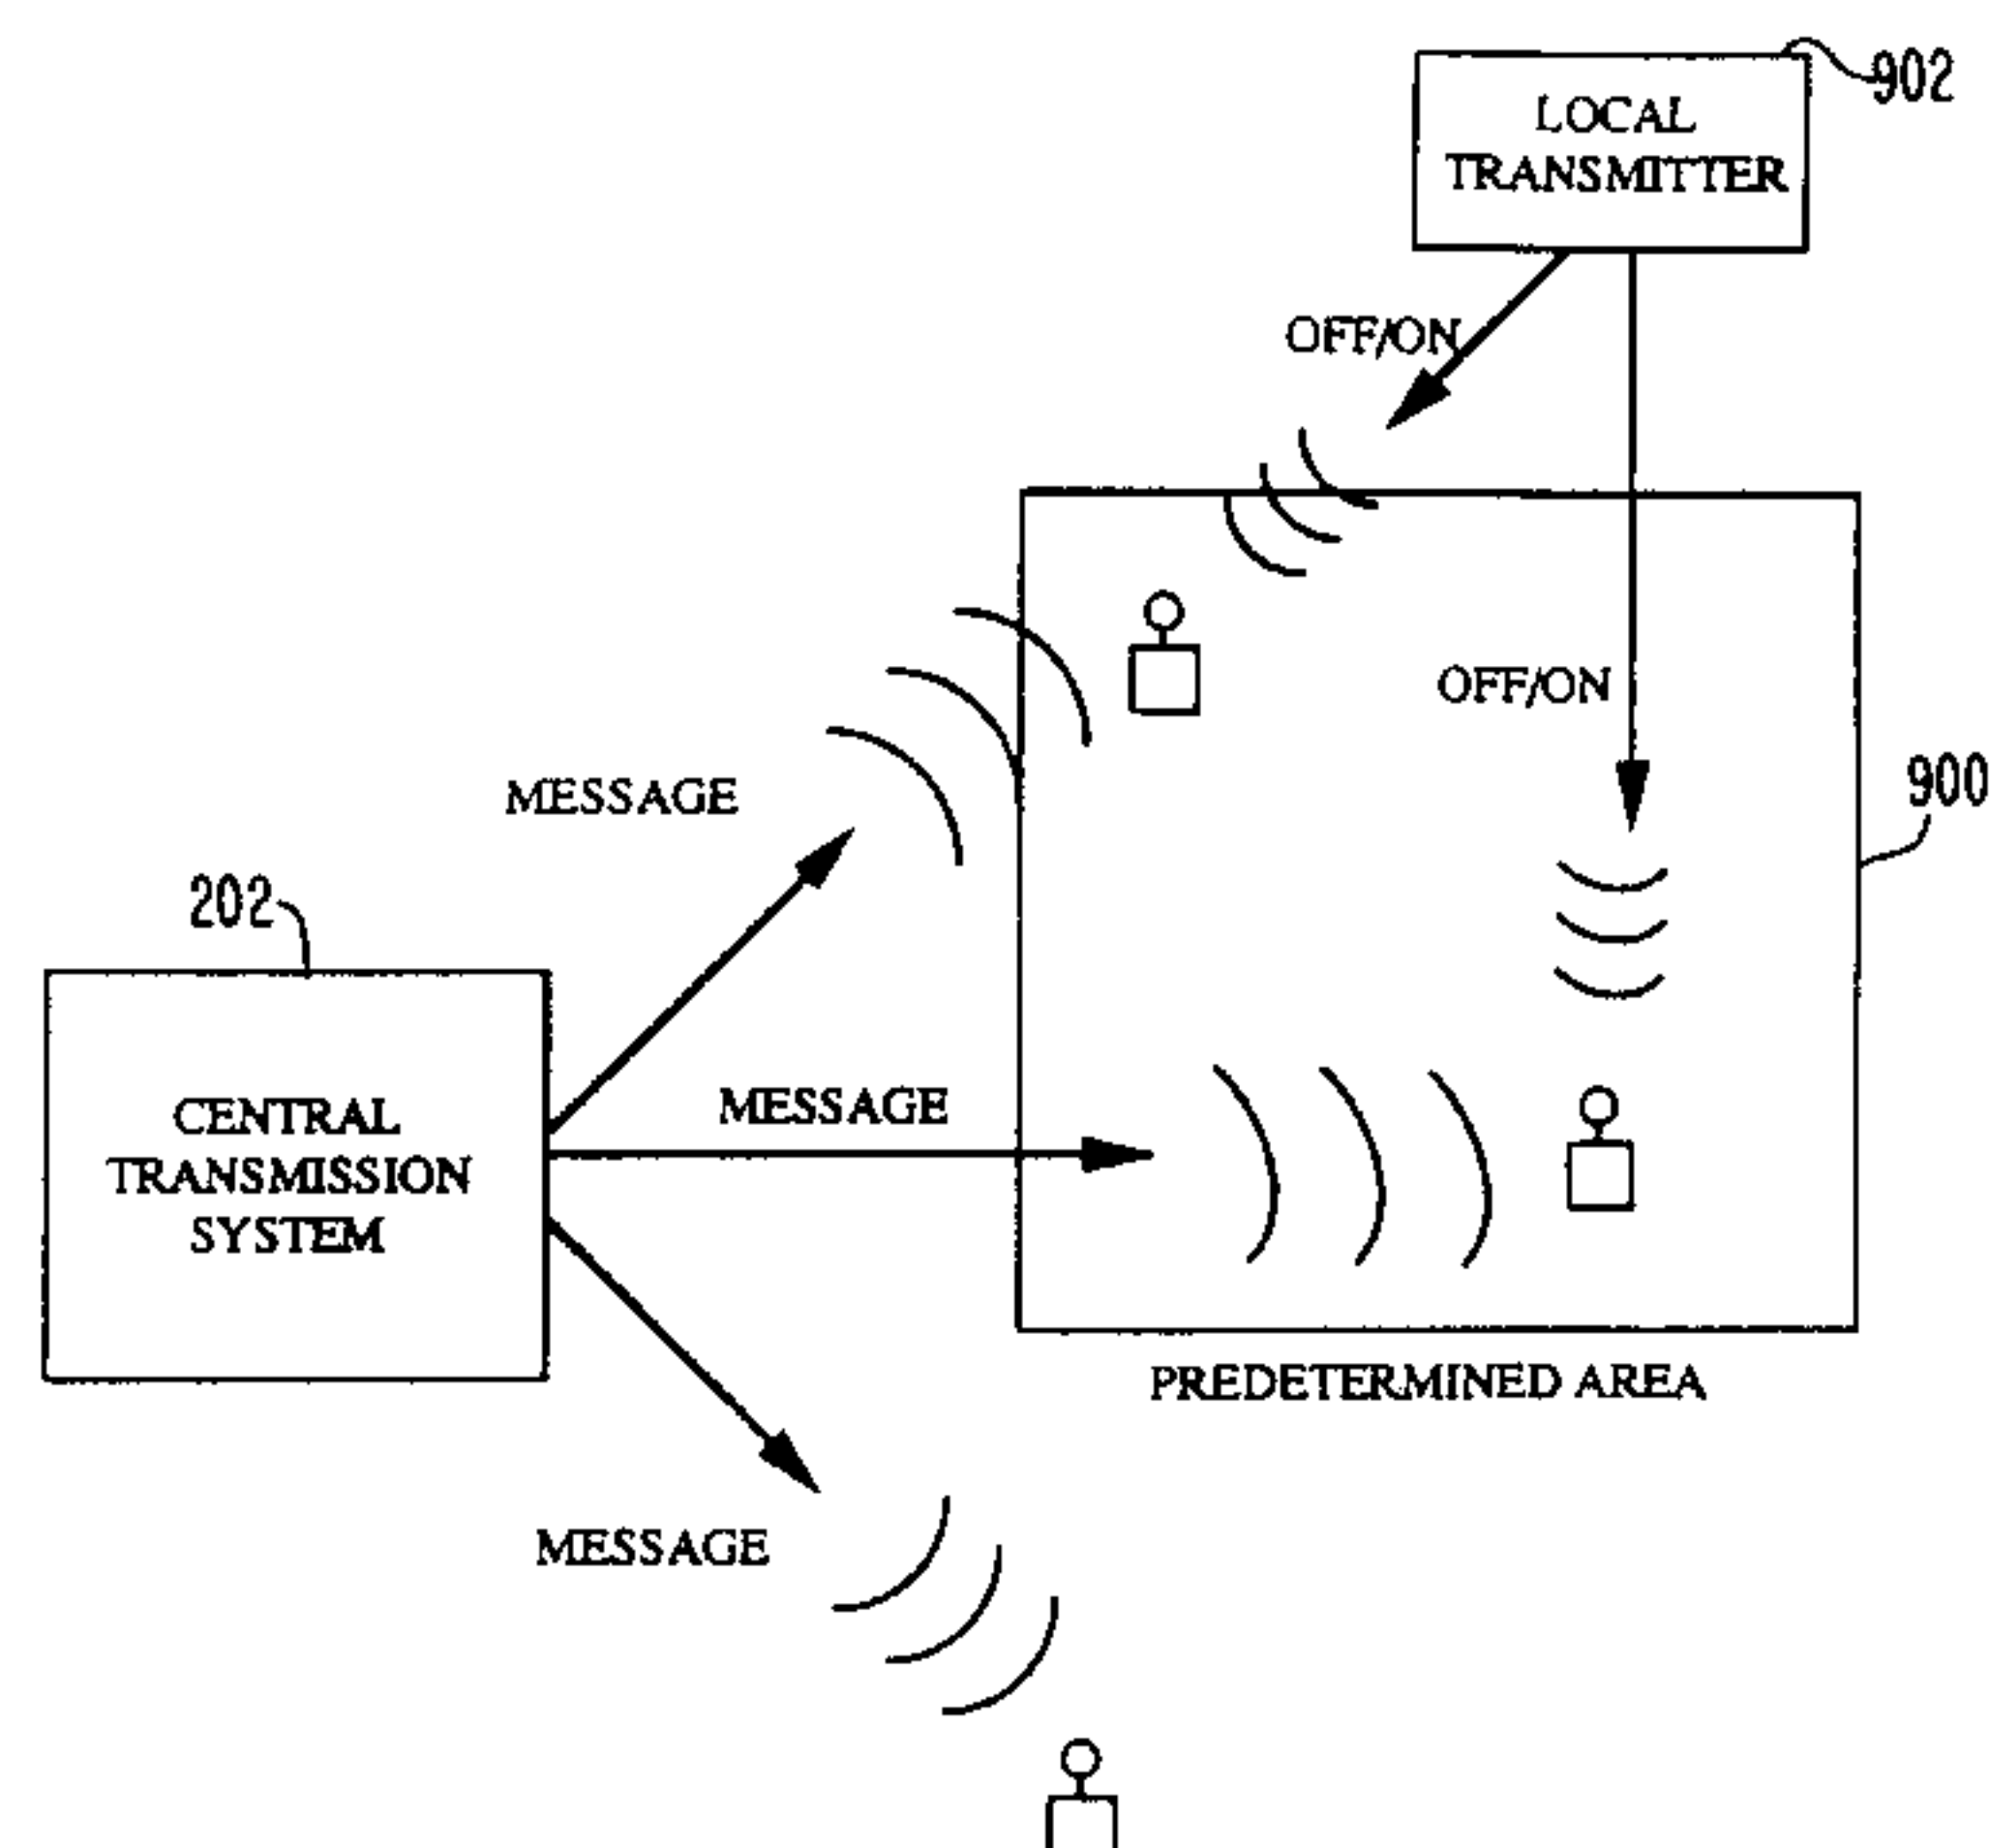 902
LOCAL
TRANSMITTER
OFF/ON
OFF/ON
MESSAGE
900
202
MESSAGE
CENTRAL
TRANSMISSION
SYSTEM
PREDETERMINED AREA
MESSAGE